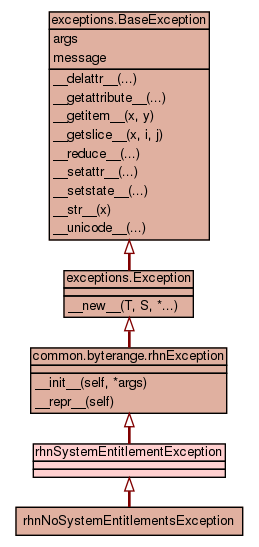 exceptions.BaseException
args
message
__delattr__(...)
__getattribute__(...)
__getitem__(x, y)
__getslice__(x, i, j)
__reduce__(...)
__setattr__(...)
__setstate__(...)
__str__(x)
__unicode__(...)
exceptions.Exception
__new__(T, S, *...)
common.byterange.rhnException
__init__(self, *args)
__repr__(self)
rhnSystemEntitlementException
rhnNoSystemEntitlementsException